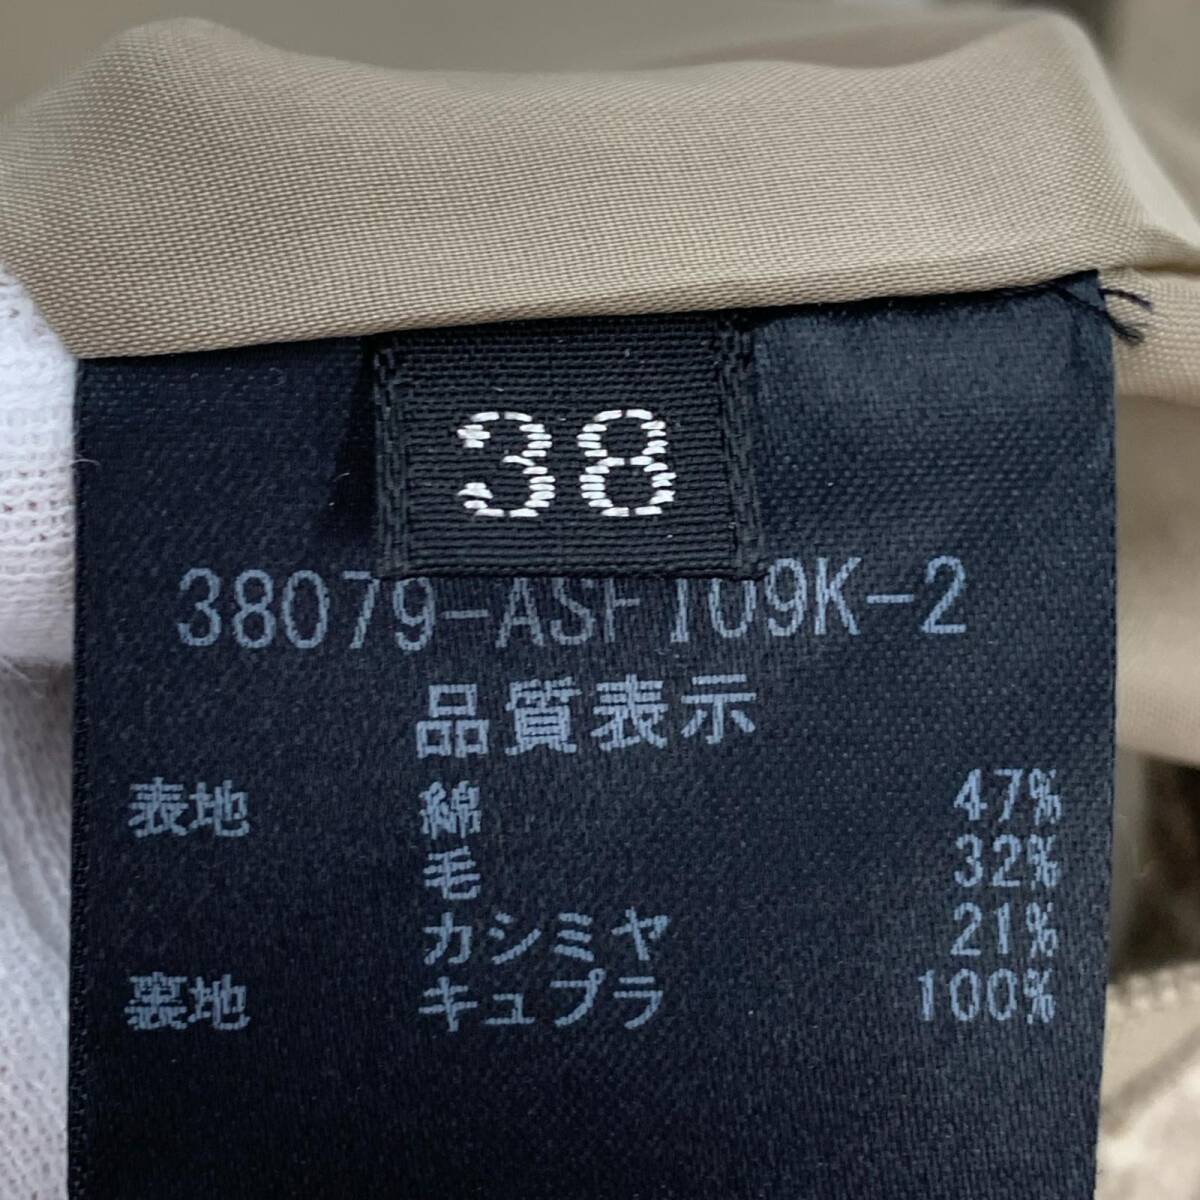 38
38079-ASF109K-2
品質表示
表地 綿 47%
毛 32%
カシミヤ 21%
裏地 キュプラ 100%